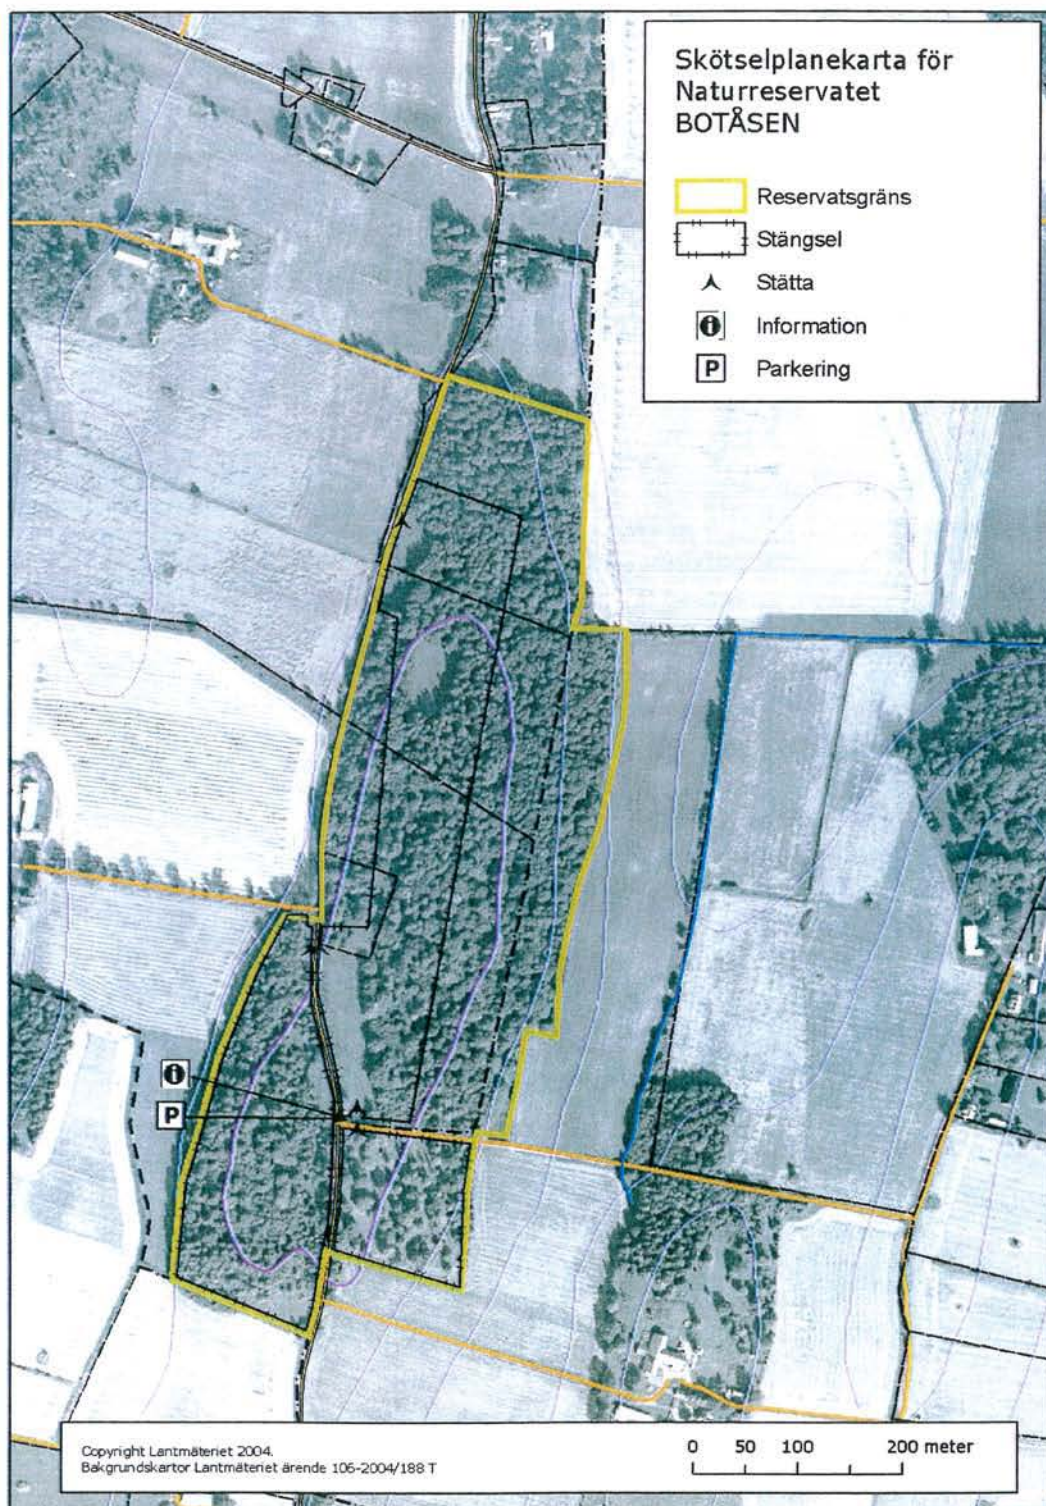 Skötselplanekarta för
Naturreservatet
BOTÅSEN
Reservatsgräns
Stängsel
Stätta
i Information
P Parkering
i
P
Copyright Lantmäteriet 2004.
Bakgrundskartor Lantmäteriet ärende 106-2004/188 T
0 50 100 200 meter